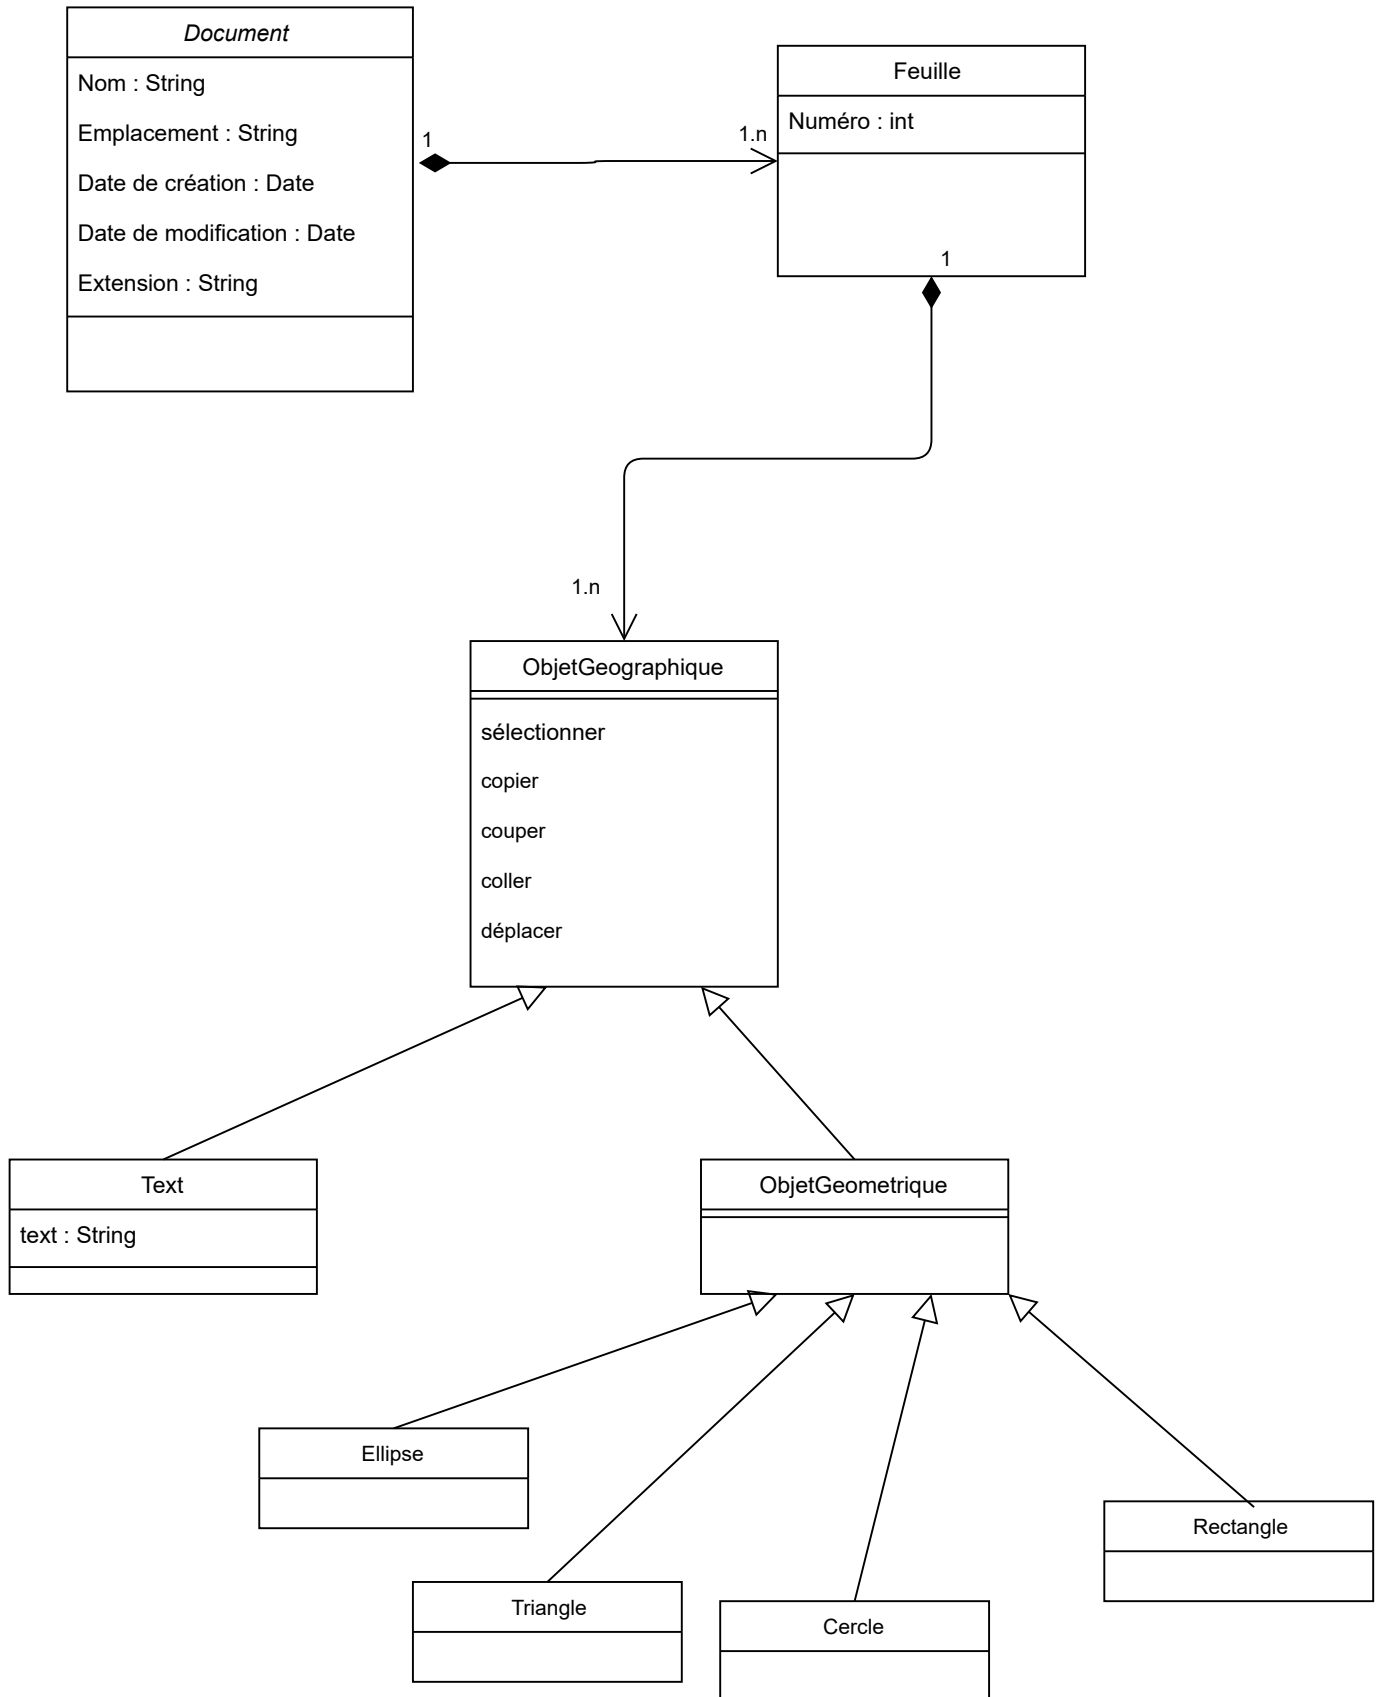 Document
Nom : String
Emplacement : String
Date de création : Date
Date de modification : Date
Extension : String
1
1.n
Feuille
Numéro : int
1
1.n
ObjetGeographique
sélectionner
copier
couper
coller
déplacer
Text
text : String
ObjetGeometrique
Ellipse
Triangle
Cercle
Rectangle